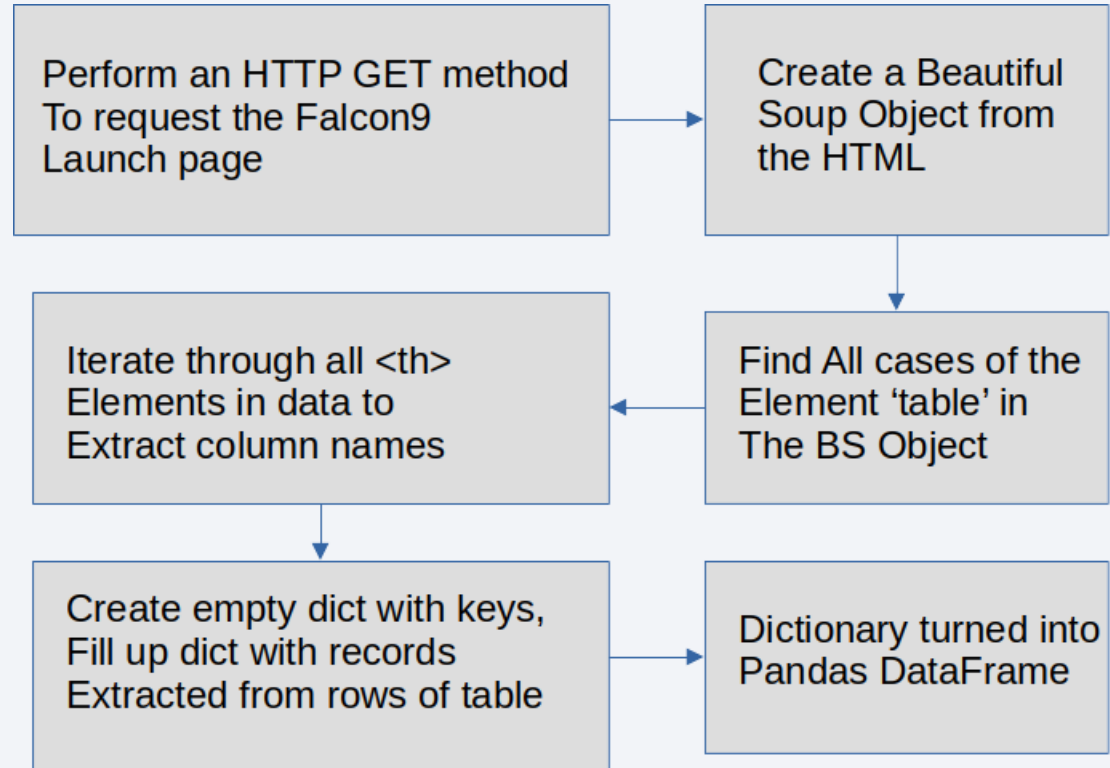 Perform an HTTP GET method
To request the Falcon9
Launch page
Create a Beautiful
Soup Object from
the HTML
Find All cases of the
Element ‘table’ in
The BS Object
Iterate through all <th>
Elements in data to
Extract column names
Create empty dict with keys,
Fill up dict with records
Extracted from rows of table
Dictionary turned into
Pandas DataFrame